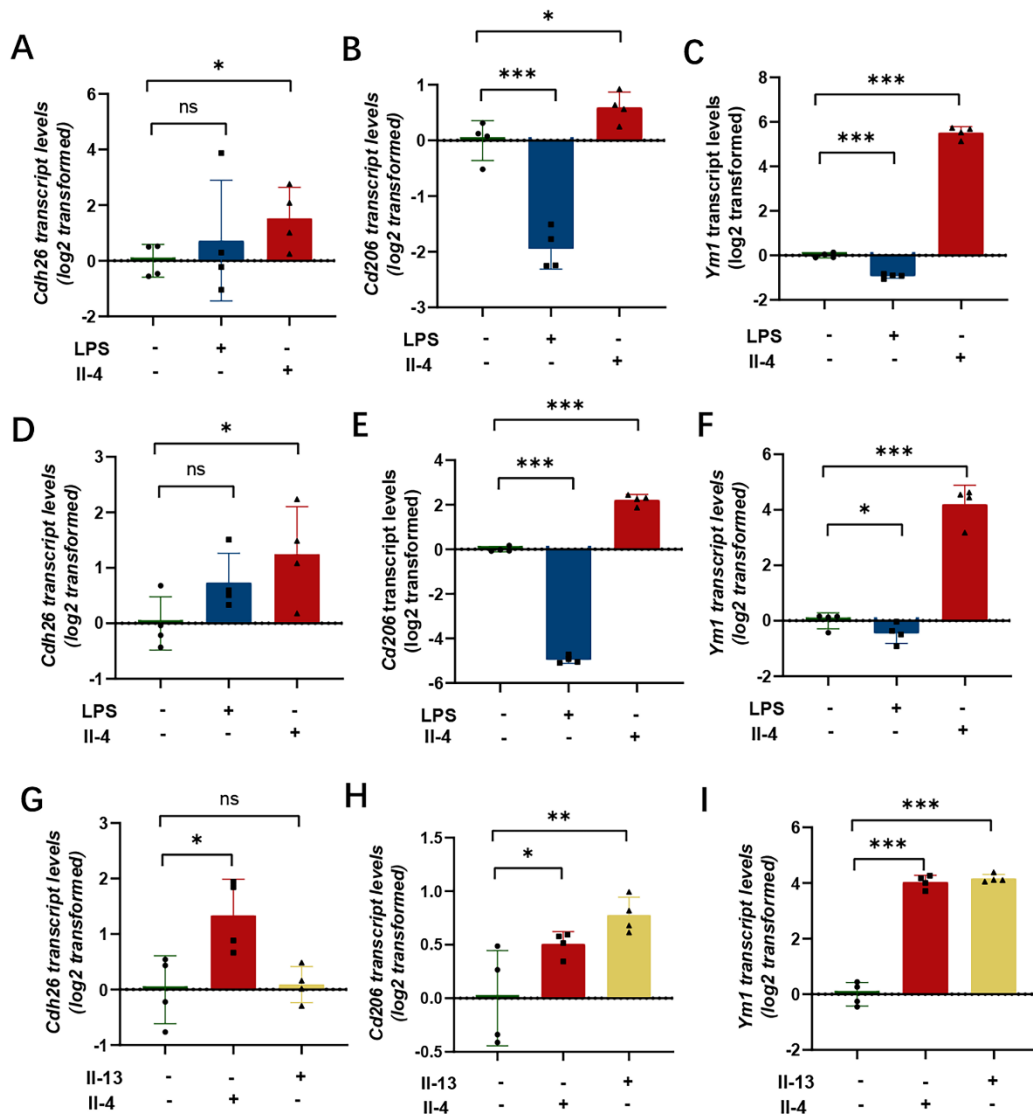 A
Cdh26 transcript levels
(log2 transformed)
6
4
2
0
-2
ns
*
LPS - + -
Il-4 - - +
B
Cd206 transcript levels
(log2 transformed)
1
0
-1
-2
-3
***
*
- + -
- - +
C
Ym1 transcript levels
(log2 transformed)
8
6
4
2
0
-2
***
***
LPS - + -
Il-4 - - +
D
Cdh26 transcript levels
(log2 transformed)
3
2
1
0
-1
ns
*
LPS - + -
Il-4 - - +
E
Cd206 transcript levels
(log2 transformed)
4
2
0
-2
-4
-6
***
***
LPS - + -
Il-4 - - +
F
Ym1 transcript levels
(log2 transformed)
6
4
2
0
-2
*
***
LPS - + -
Il-4 - - +
G
Cdh26 transcript levels
(log2 transformed)
3
2
1
0
-1
*
ns
Il-13 - - +
Il-4 - + -
H
Cd206 transcript levels
(log2 transformed)
1.5
1.0
0.5
0.0
-0.5
*
**
Il-13 - - +
Il-4 - + -
I
Ym1 transcript levels
(log2 transformed)
6
4
2
0
-2
***
***
Il-13 - - +
Il-4 - + -